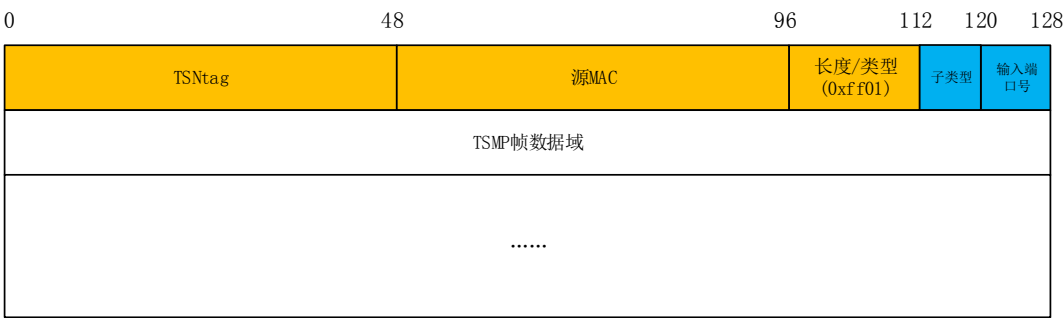 0 48 96 112 120 128
TSNtag 源MAC 长度/类型 子类型 输入端
(0xff01) 口号
TSMP帧数据域
……